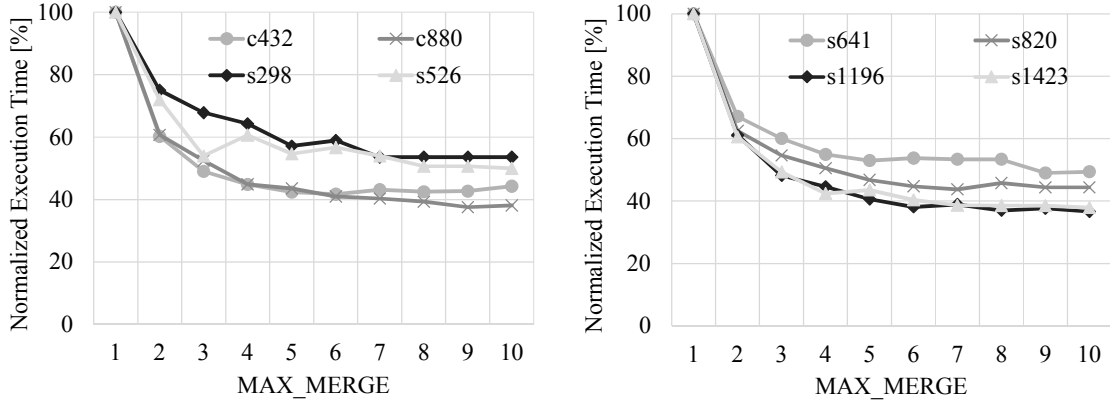 Normalized Execution Time [%]
100
80
60
40
20
0
c432
c880
s298
s526
1 2 3 4 5 6 7 8 9 10
MAX_MERGE
Normalized Execution Time [%]
100
80
60
40
20
0
s641
s820
s1196
s1423
1 2 3 4 5 6 7 8 9 10
MAX_MERGE